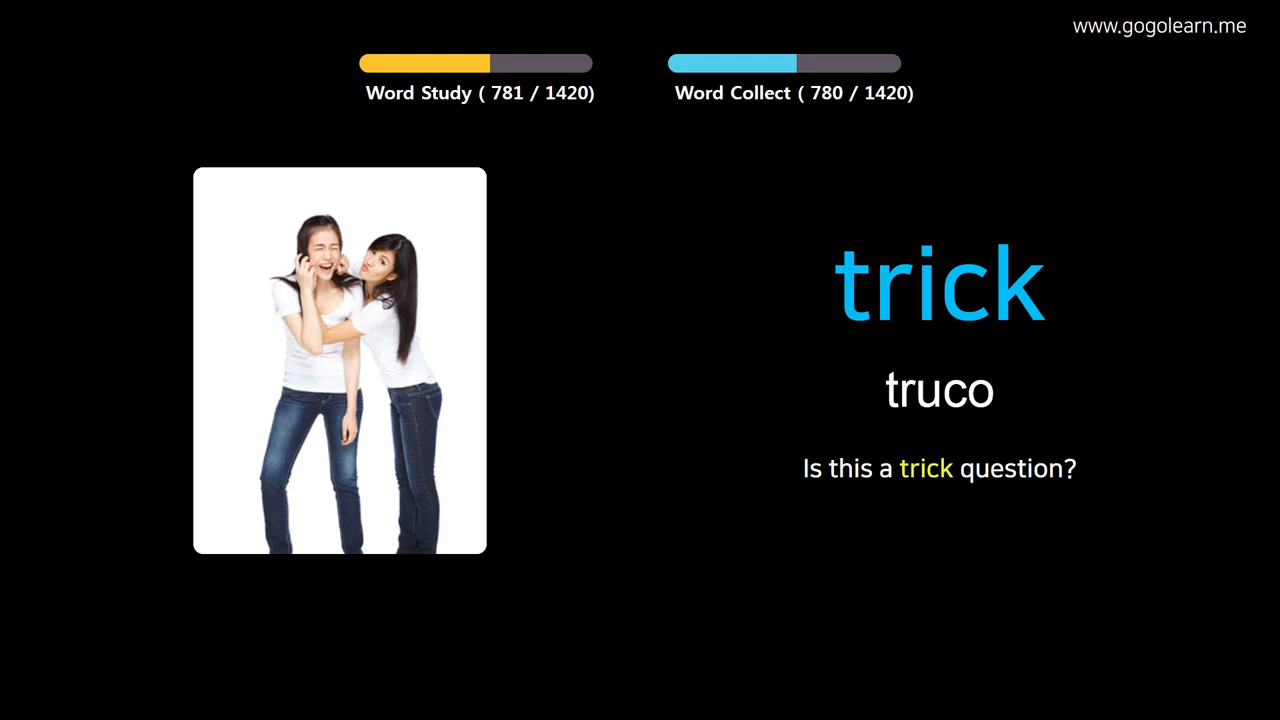 www.gogolearn.me
Word Study ( 781 / 1420)
Word Collect ( 780 / 1420)
trick
truco
Is this a trick question?